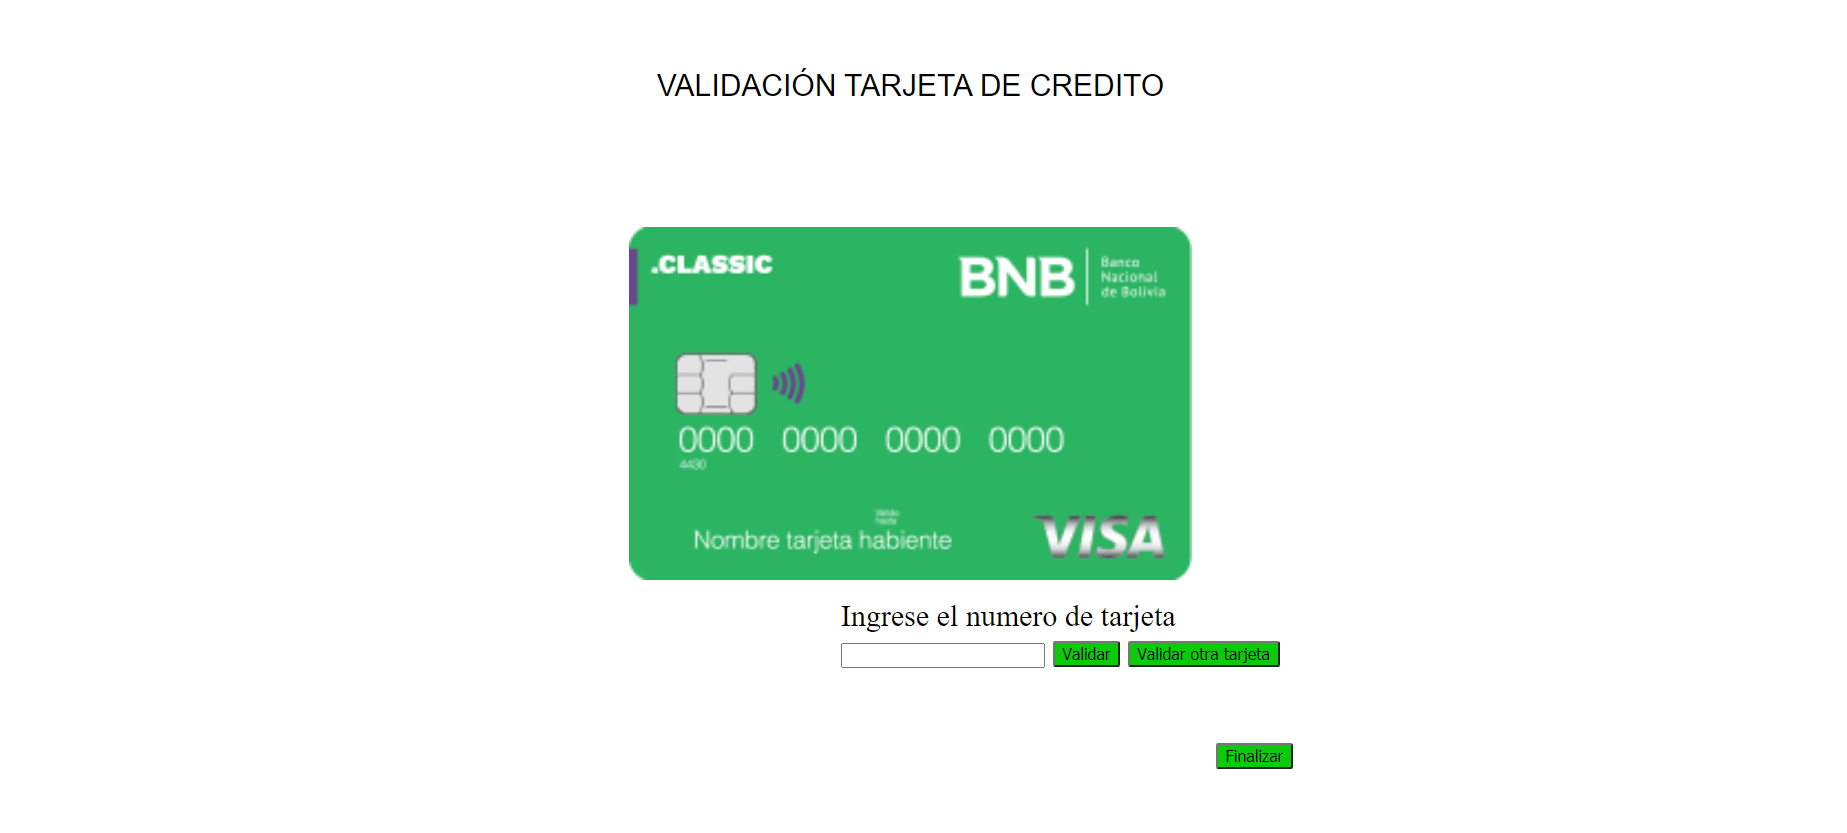 VALIDACIÓN TARJETA DE CREDITO
.CLASSIC
BNB
Banco
Nacional
de Bolivia
0000 0000 0000 0000
4430
Nombre tarjeta habiente
VISA
Ingrese el numero de tarjeta
Validar
Validar otra tarjeta
Finalizar